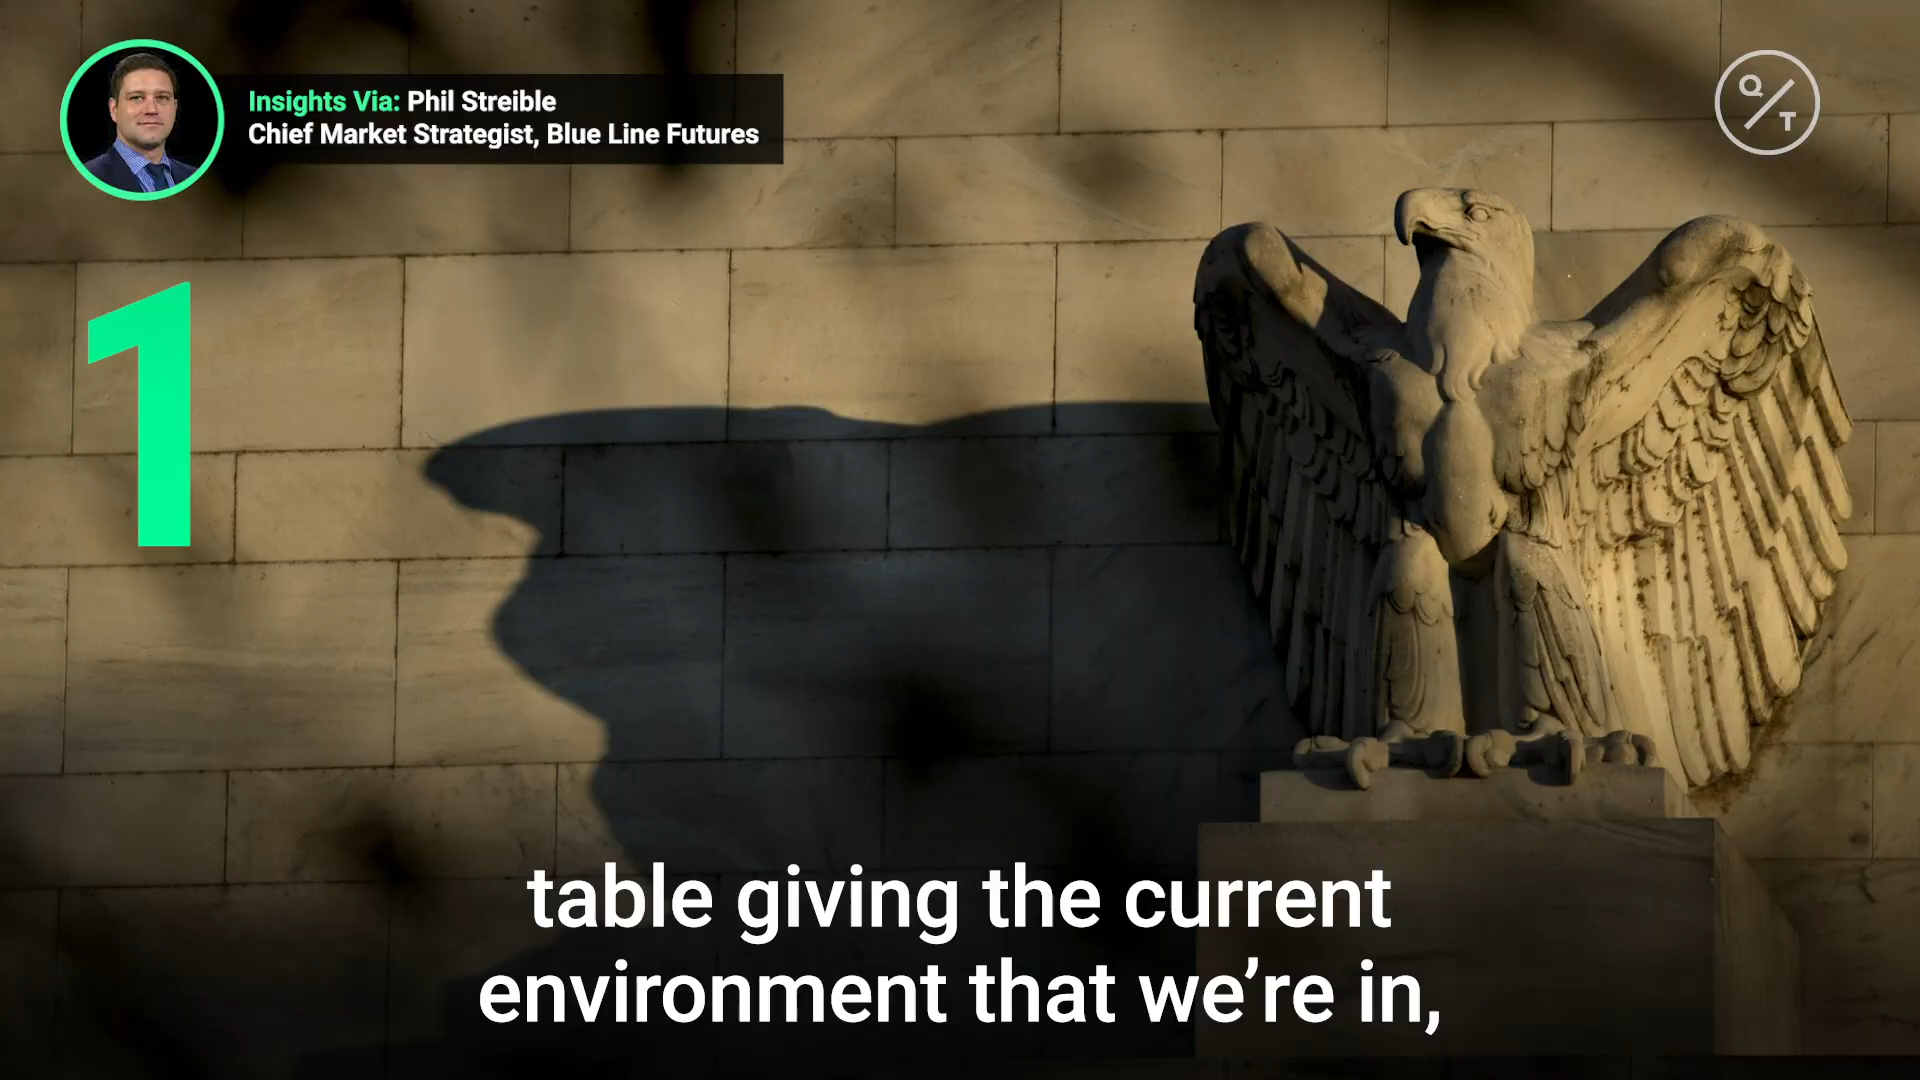 Insights Via: Phil Streible
Chief Market Strategist, Blue Line Futures
Q/T
1
table giving the current
environment that we’re in,